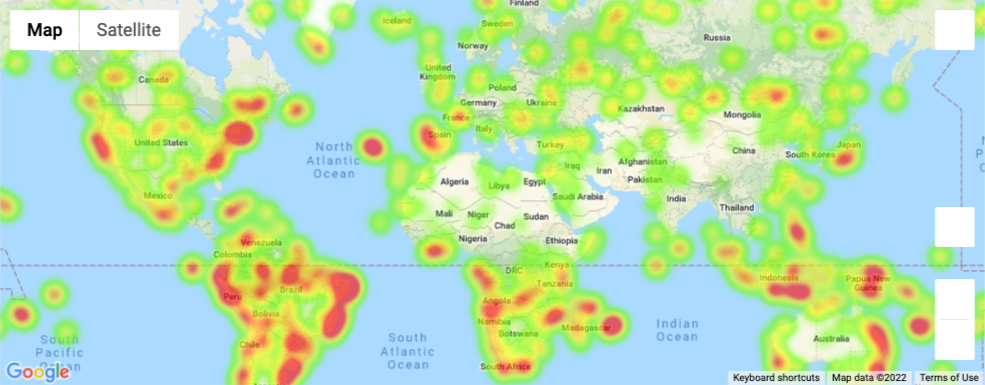 Map
Satellite
Finland
Iceland
Sweden
Russia
Norway
Canada
United
Kingdom
Poland
Germany
Ukraine
Kazakhstan
Mongolia
France
Italy
Spain
United States
Turkey
North
Atlantic
Ocean
China
South Korea
Japan
Afghanistan
Iraq
Iran
Pakistan
Algeria
Libya
Egypt
Saudi Arabia
India
Mexico
Mali
Niger
Sudan
Chad
Thailand
Nigeria
Ethiopia
Venezuela
Colombia
DRC
Kenya
Tanzania
Indonesia
Papua New
Guinea
Peru
Brazil
Bolivia
Angola
Namibia
Botswana
Madagascar
Chile
South
Pacific
Ocean
South
Atlantic
Ocean
Indian
Ocean
Australia
South Africa
Google
Keyboard shortcuts
Map data ©2022
Terms of Use